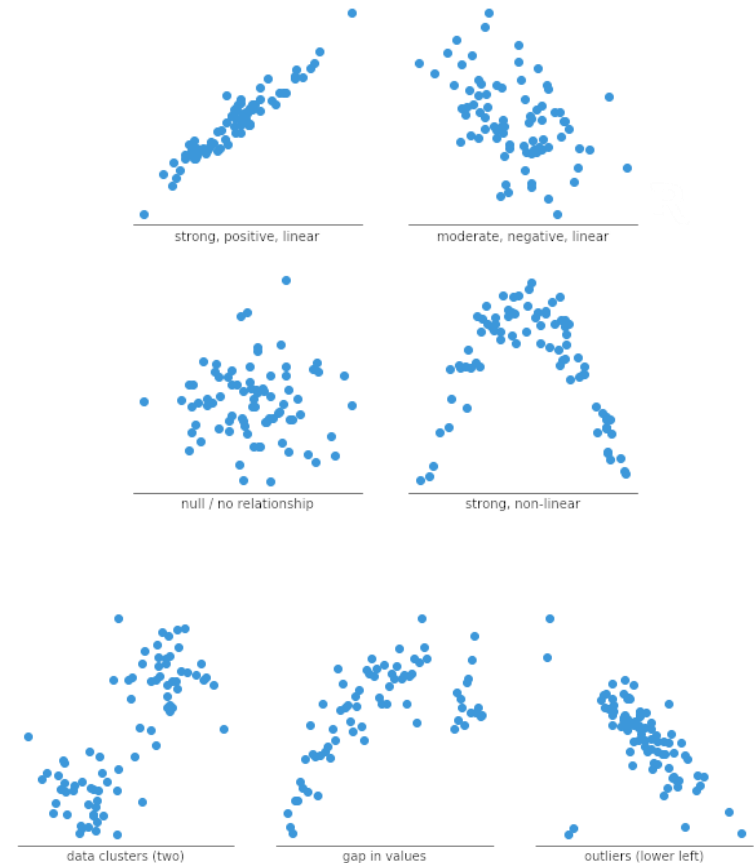 strong, positive, linear
moderate, negative, linear
null / no relationship
strong, non-linear
data clusters (two)
gap in values
outliers (lower left)